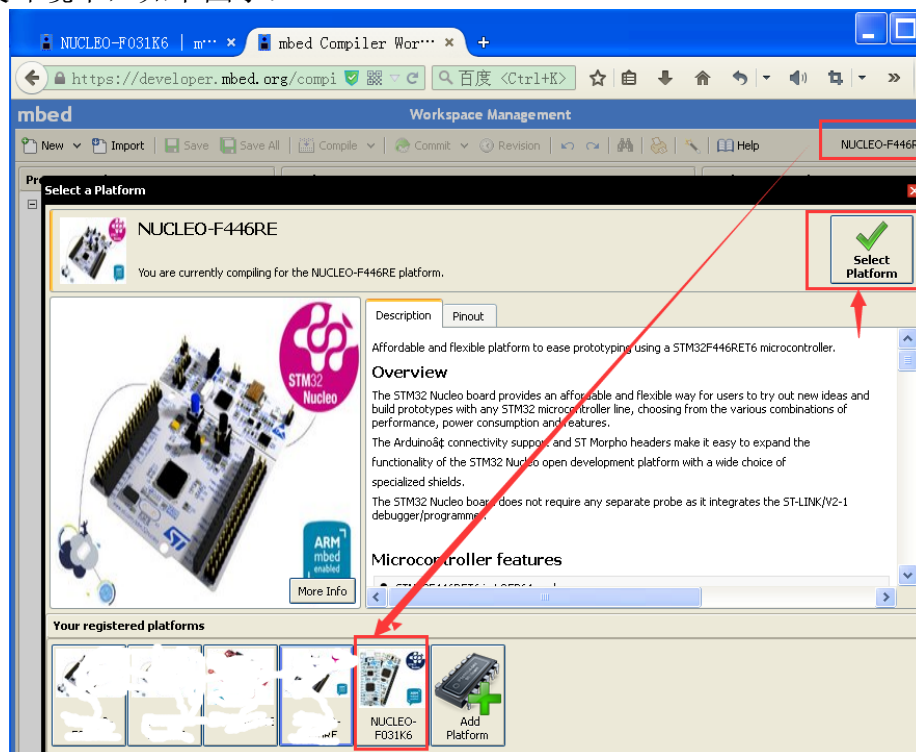 NUCLEO-F031K6 | m··· ×
mbed Compiler Wor··· ×
+
https://developer.mbed.org/compi
百度 <Ctrl+K>
mbed
Workspace Management
New
Import
Save
Save All
Compile
Commit
Revision
Help
NUCLEO-F446R
Pr
Select a Platform
NUCLEO-F446RE
You are currently compiling for the NUCLEO-F446RE platform.
Select
Platform
STM32
Nucleo
ARM
mbed
enabled
More Info
Description
Pinout
Affordable and flexible platform to ease prototyping using a STM32F446RET6 microcontroller.
Overview
The STM32 Nucleo board provides an affordable and flexible way for users to try out new ideas and
build prototypes with any STM32 microcontroller line, choosing from the various combinations of
performance, power consumption and features.
The Arduinoâ¢ connectivity support and ST Morpho headers make it easy to expand the
functionality of the STM32 Nucleo open development platform with a wide choice of
specialized shields.
The STM32 Nucleo board does not require any separate probe as it integrates the ST-LINK/V2-1
debugger/programmer.
Microcontroller features
Your registered platforms
NUCLEO-
F031K6
Add
Platform